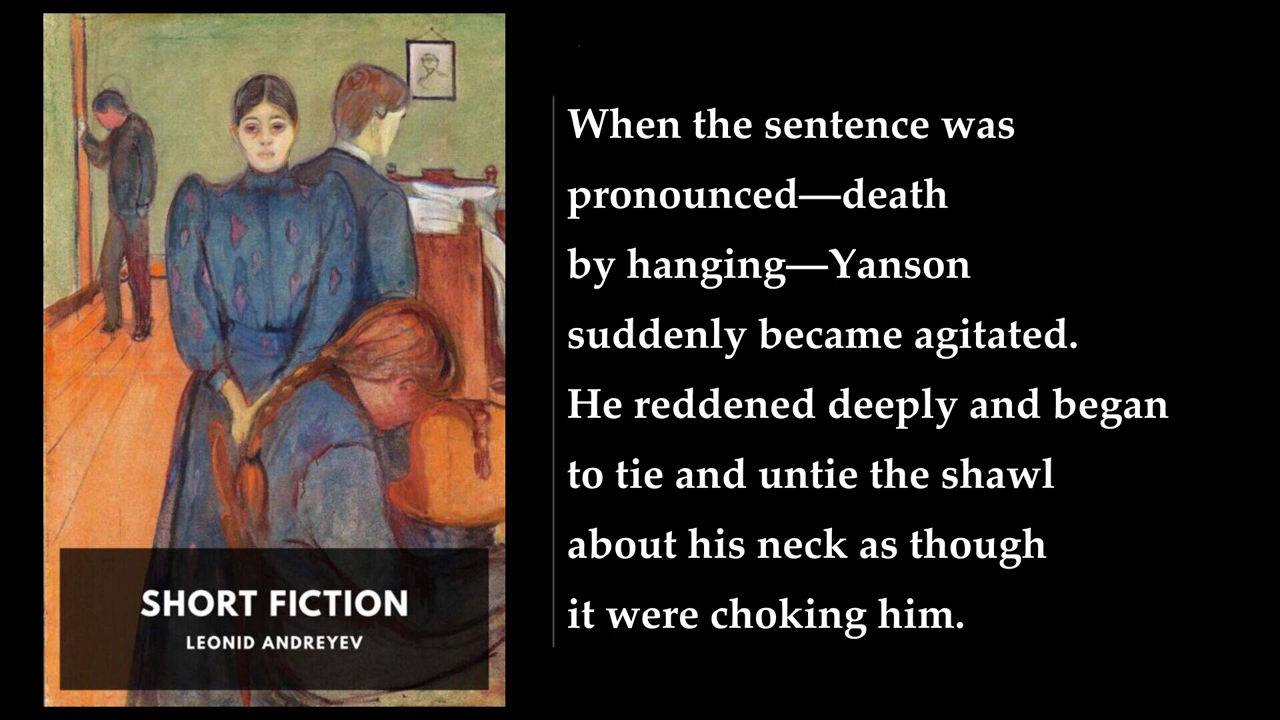 SHORT FICTION
LEONID ANDREYEV
When the sentence was
pronounced—death
by hanging—Yanson
suddenly became agitated.
He reddened deeply and began
to tie and untie the shawl
about his neck as though
it were choking him.